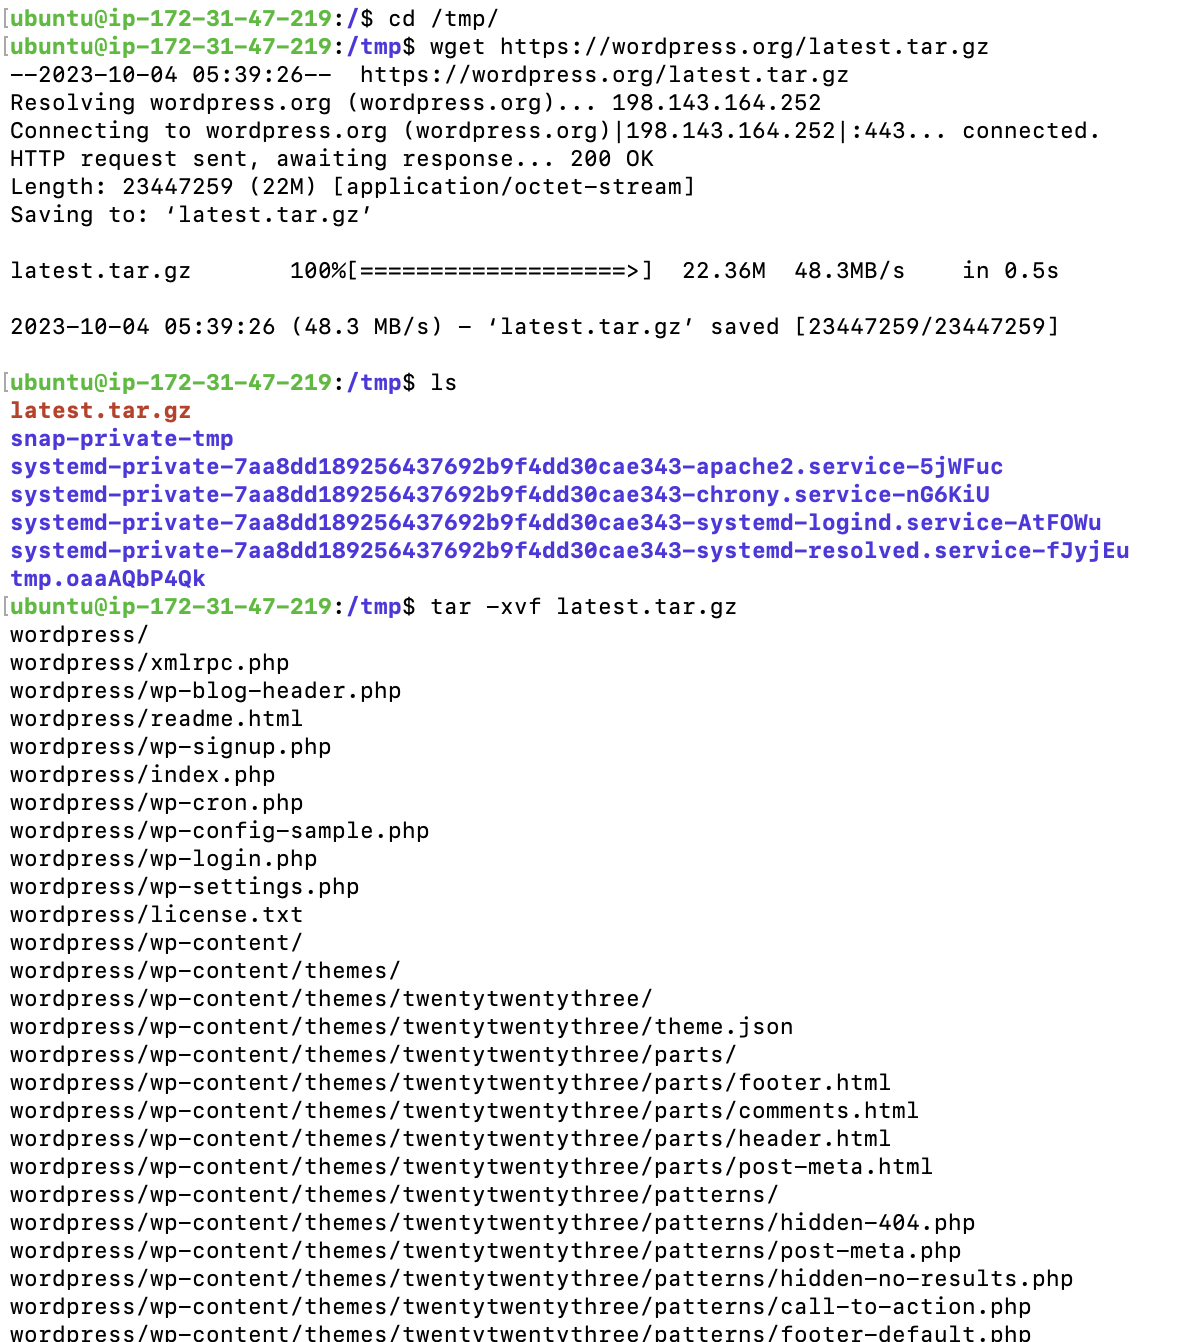 [ubuntu@ip-172-31-47-219:/$ cd /tmp/
[ubuntu@ip-172-31-47-219:/tmp$ wget https://wordpress.org/latest.tar.gz
--2023-10-04 05:39:26--  https://wordpress.org/latest.tar.gz
Resolving wordpress.org (wordpress.org)... 198.143.164.252
Connecting to wordpress.org (wordpress.org)|198.143.164.252|:443... connected.
HTTP request sent, awaiting response... 200 OK
Length: 23447259 (22M) [application/octet-stream]
Saving to: ‘latest.tar.gz’
latest.tar.gz       100%[===================>]  22.36M  48.3MB/s    in 0.5s
2023-10-04 05:39:26 (48.3 MB/s) - ‘latest.tar.gz’ saved [23447259/23447259]
[ubuntu@ip-172-31-47-219:/tmp$ ls
latest.tar.gz
snap-private-tmp
systemd-private-7aa8dd189256437692b9f4dd30cae343-apache2.service-5jWFuc
systemd-private-7aa8dd189256437692b9f4dd30cae343-chrony.service-nG6KiU
systemd-private-7aa8dd189256437692b9f4dd30cae343-systemd-logind.service-AtFOWu
systemd-private-7aa8dd189256437692b9f4dd30cae343-systemd-resolved.service-fJyjEu
tmp.oaaAQbP4Qk
[ubuntu@ip-172-31-47-219:/tmp$ tar -xvf latest.tar.gz
wordpress/
wordpress/xmlrpc.php
wordpress/wp-blog-header.php
wordpress/readme.html
wordpress/wp-signup.php
wordpress/index.php
wordpress/wp-cron.php
wordpress/wp-config-sample.php
wordpress/wp-login.php
wordpress/wp-settings.php
wordpress/license.txt
wordpress/wp-content/
wordpress/wp-content/themes/
wordpress/wp-content/themes/twentytwentythree/
wordpress/wp-content/themes/twentytwentythree/theme.json
wordpress/wp-content/themes/twentytwentythree/parts/
wordpress/wp-content/themes/twentytwentythree/parts/footer.html
wordpress/wp-content/themes/twentytwentythree/parts/comments.html
wordpress/wp-content/themes/twentytwentythree/parts/header.html
wordpress/wp-content/themes/twentytwentythree/parts/post-meta.html
wordpress/wp-content/themes/twentytwentythree/patterns/
wordpress/wp-content/themes/twentytwentythree/patterns/hidden-404.php
wordpress/wp-content/themes/twentytwentythree/patterns/post-meta.php
wordpress/wp-content/themes/twentytwentythree/patterns/hidden-no-results.php
wordpress/wp-content/themes/twentytwentythree/patterns/call-to-action.php
wordpress/wp-content/themes/twentytwentythree/patterns/footer-default.php